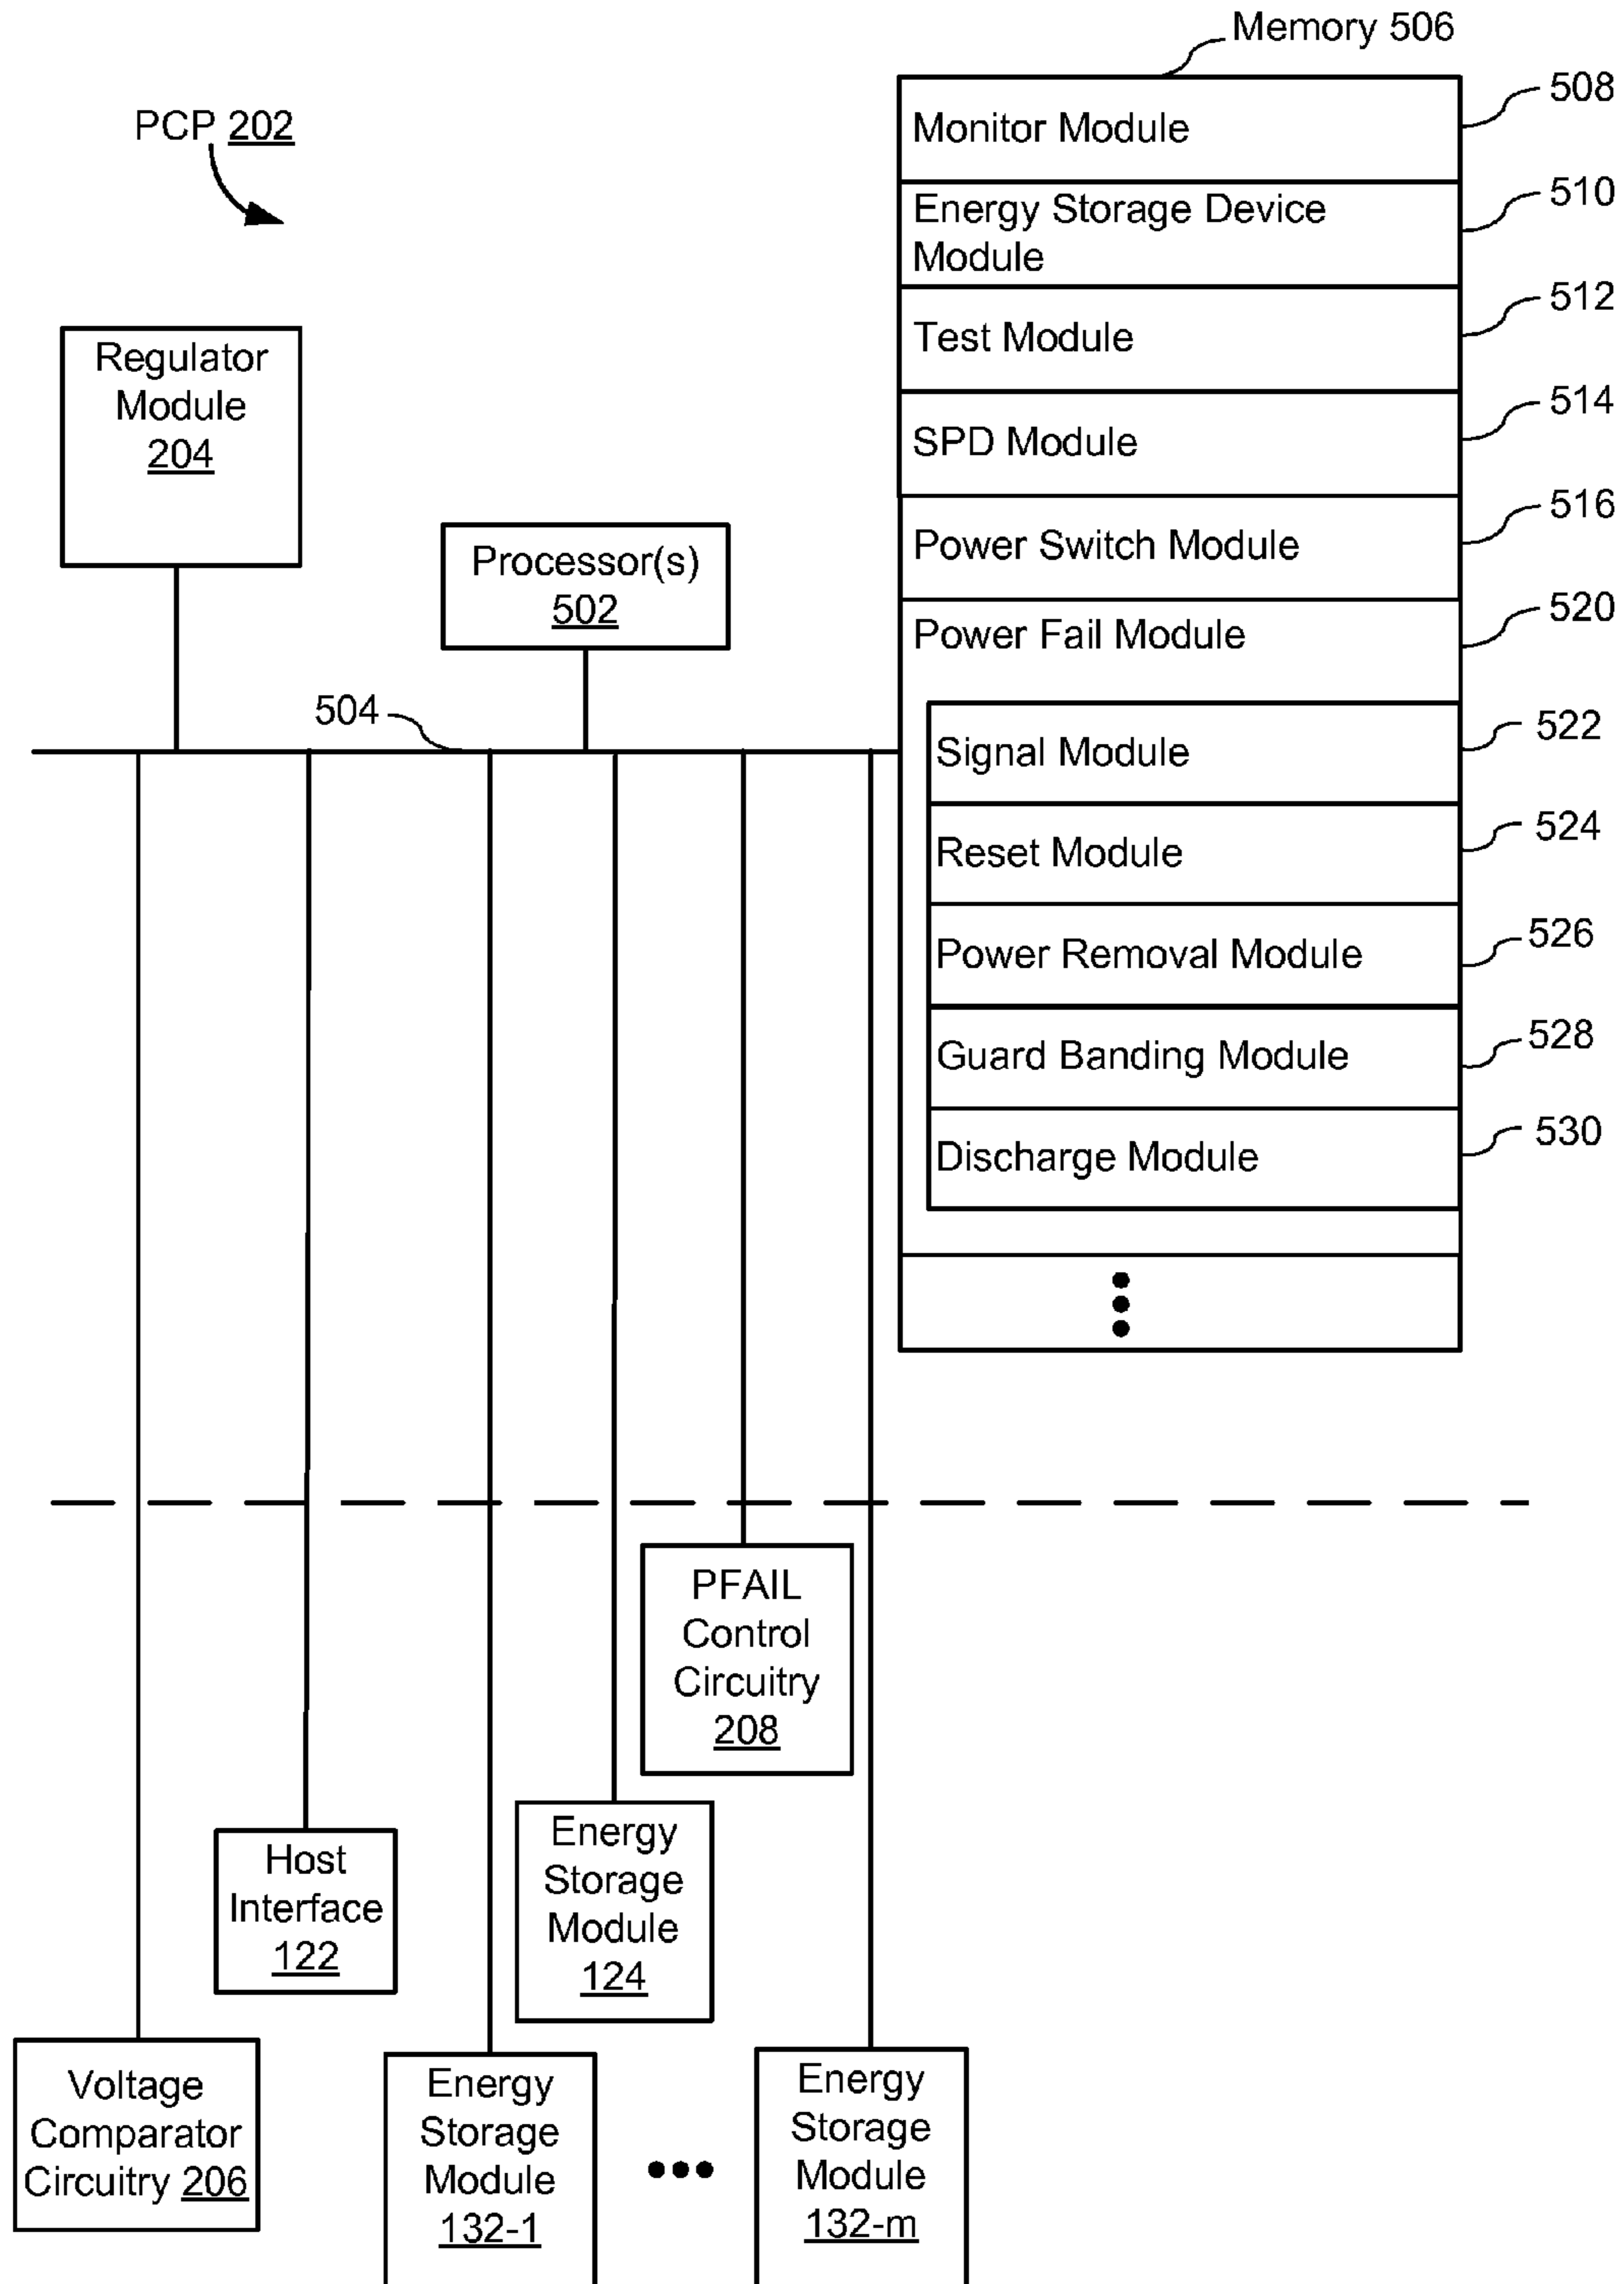 Memory 506
PCP 202
Monitor Module
508
Energy Storage Device
Module
510
Test Module
512
SPD Module
514
Power Switch Module
516
Power Fail Module
520
Signal Module
522
Reset Module
524
Power Removal Module
526
Guard Banding Module
528
Discharge Module
530
Regulator
Module
204
Processor(s)
502
504
PFAIL
Control
Circuitry
208
Energy
Storage
Module
124
Host
Interface
122
Voltage
Comparator
Circuitry 206
Energy
Storage
Module
132-1
Energy
Storage
Module
132-m